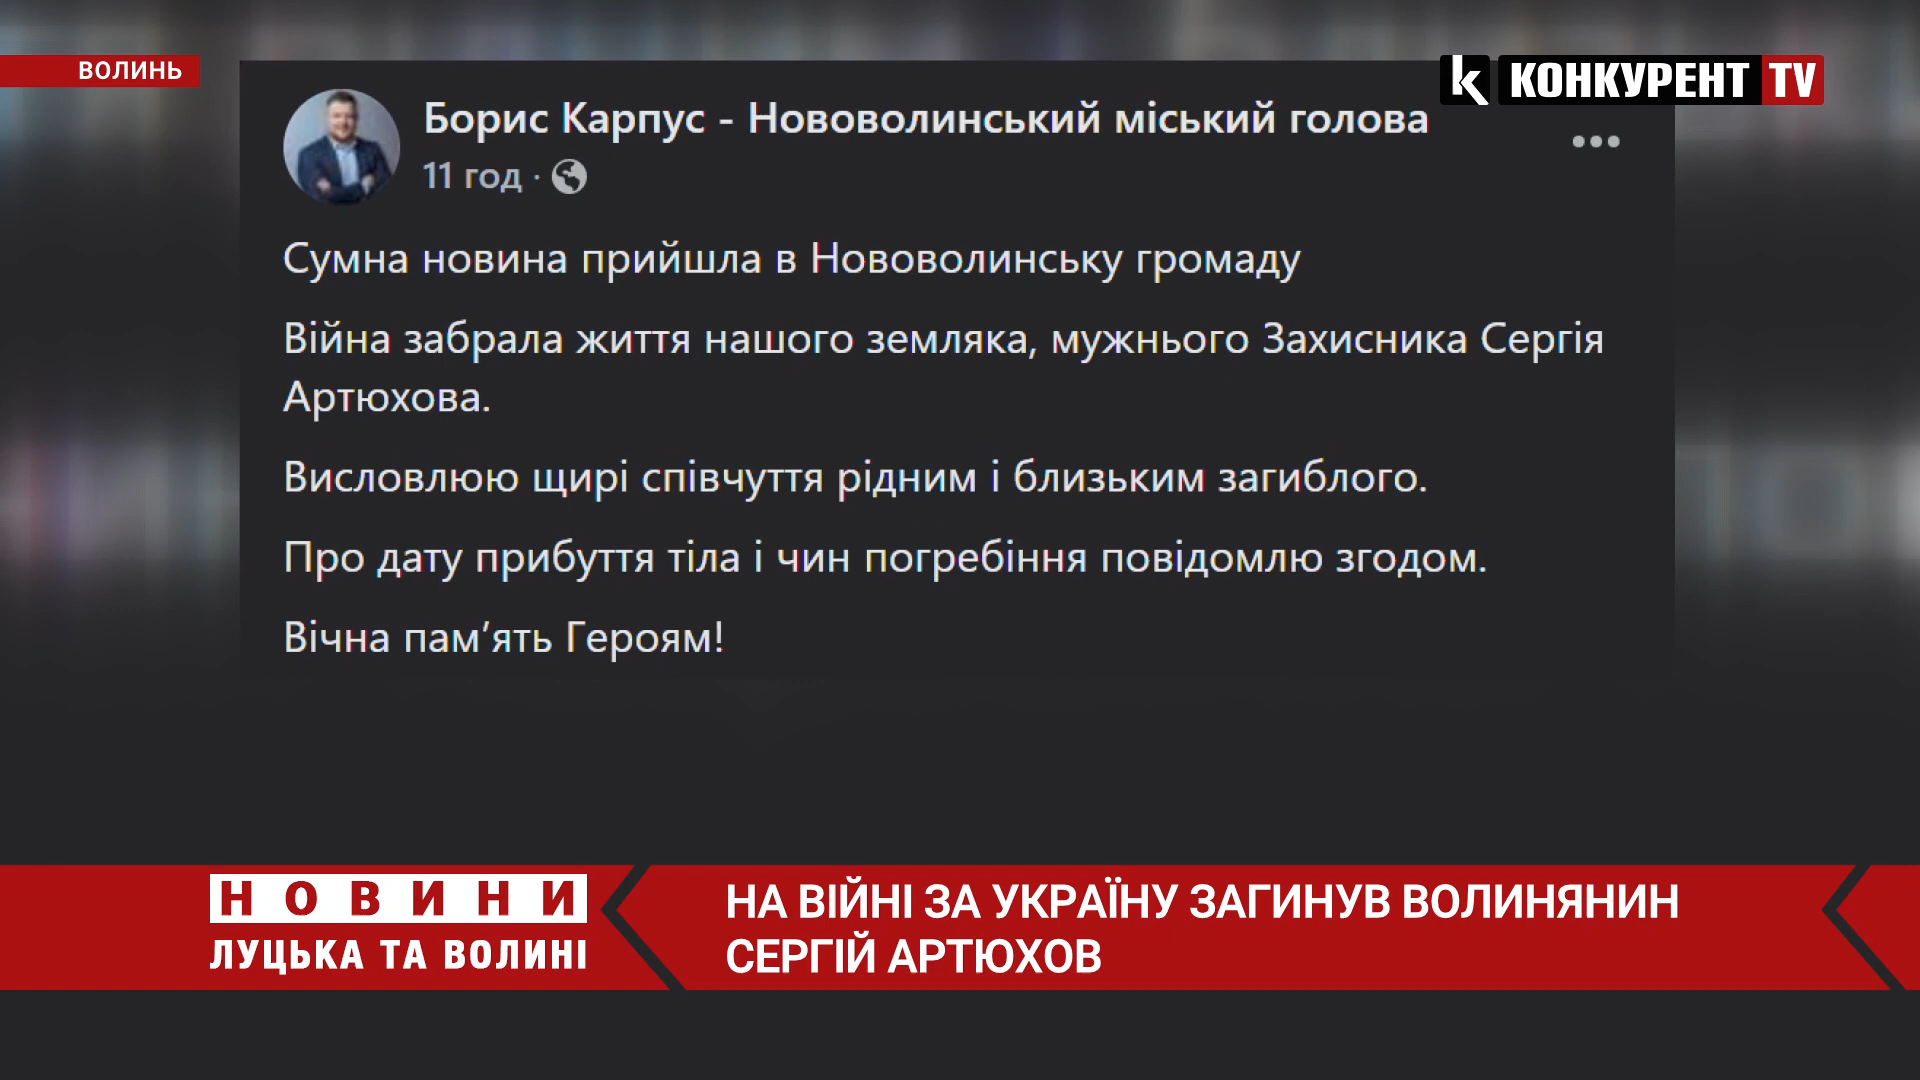 ВОЛИНЬ
КОНКУРЕНТ TV
Борис Карпус - Нововолинський міський голова
11 год ·
Сумна новина прийшла в Нововолинську громаду
Війна забрала життя нашого земляка, мужнього Захисника Сергія
Артюхова.
Висловлюю щирі співчуття рідним і близьким загиблого.
Про дату прибуття тіла і чин погребіння повідомлю згодом.
Вічна пам’ять Героям!
НОВИНИ
ЛУЦЬКА ТА ВОЛИНІ
НА ВІЙНІ ЗА УКРАЇНУ ЗАГИНУВ ВОЛИНЯНИН
СЕРГІЙ АРТЮХОВ